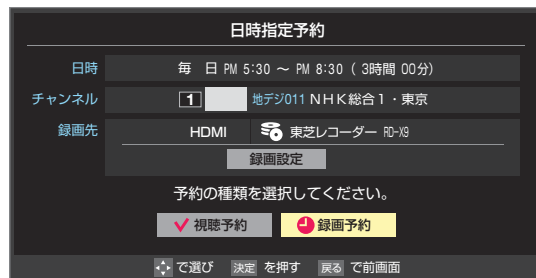 日時指定予約
日時 毎 日 PM 5:30 ～ PM 8:30 ( 3時間 00分)
チャンネル 1 地デジ011 ＮＨＫ総合１・東京
録画先 HDMI 東芝レコーダー RD-X9
録画設定
予約の種類を選択してください。
視聴予約 録画予約
で選び 決定 を押す 戻る で前画面